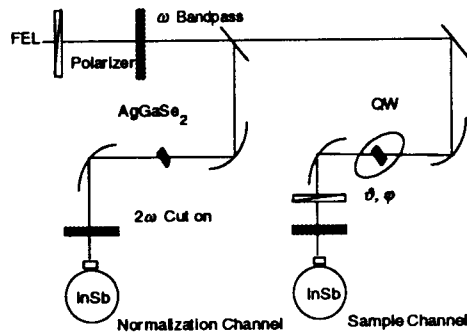 ω Bandpass
FEL
Polarizer
AgGaSe₂
QW
ϑ, φ
2ω Cut on
InSb
InSb
Normalization Channel
Sample Channel